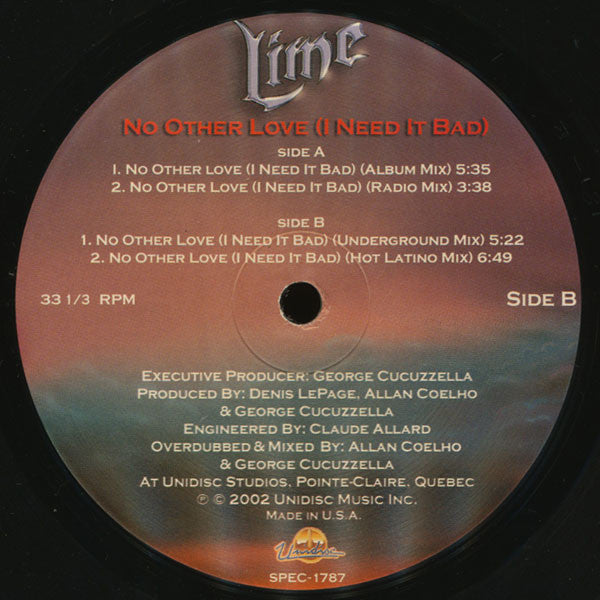 Lime
No Other Love (I Need It Bad)
SIDE A
1. No Other love (I Need It Bad) (Album Mix) 5:35
2. No Other Love (I Need It Bad) (Radio Mix) 3:38
SIDE B
1. No Other Love (I Need It Bad) (Underground Mix) 5:22
2. No Other Love (I Need It Bad) (Hot Latino Mix) 6:49
33 1/3 RPM
Side B
Executive Producer: George Cucuzzella
Produced By: Denis LePage, Allan Coelho
& George Cucuzzella
Engineered By: Claude Allard
Overdubbed & Mixed By: Allan Coelho
& George Cucuzzella
At Unidisc Studios, Pointe-Claire, Quebec
℗ © 2002 Unidisc Music Inc.
Made in U.S.A.
Unidisc
SPEC-1787